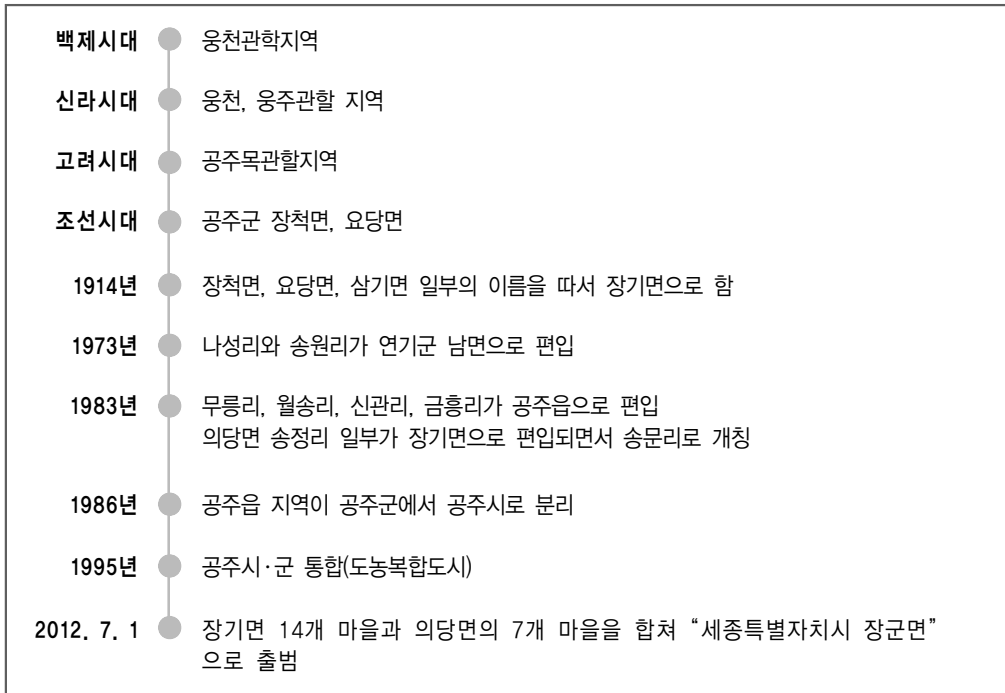 백제시대 웅천관학지역
신라시대 웅천, 웅주관할 지역
고려시대 공주목관할지역
조선시대 공주군 장척면, 요당면
1914년 장척면, 요당면, 삼기면 일부의 이름을 따서 장기면으로 함
1973년 나성리와 송원리가 연기군 남면으로 편입
1983년 무릉리, 월송리, 신관리, 금흥리가 공주읍으로 편입
의당면 송정리 일부가 장기면으로 편입되면서 송문리로 개칭
1986년 공주읍 지역이 공주군에서 공주시로 분리
1995년 공주시·군 통합(도농복합도시)
2012. 7. 1 장기면 14개 마을과 의당면의 7개 마을을 합쳐 “세종특별자치시 장군면”
으로 출범